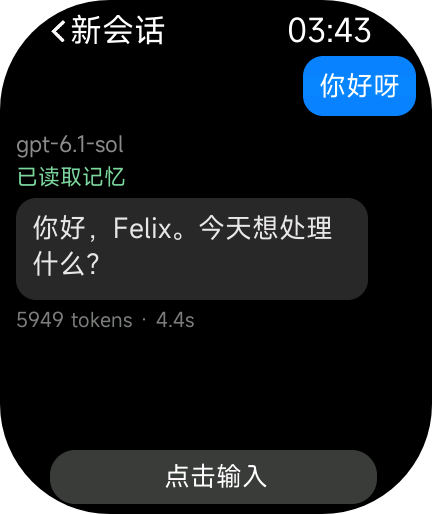 新会话 03:43
你好呀
gpt-6.1-sol
已读取记忆
你好，Felix。今天想处理
什么？
5949 tokens · 4.4s
点击输入